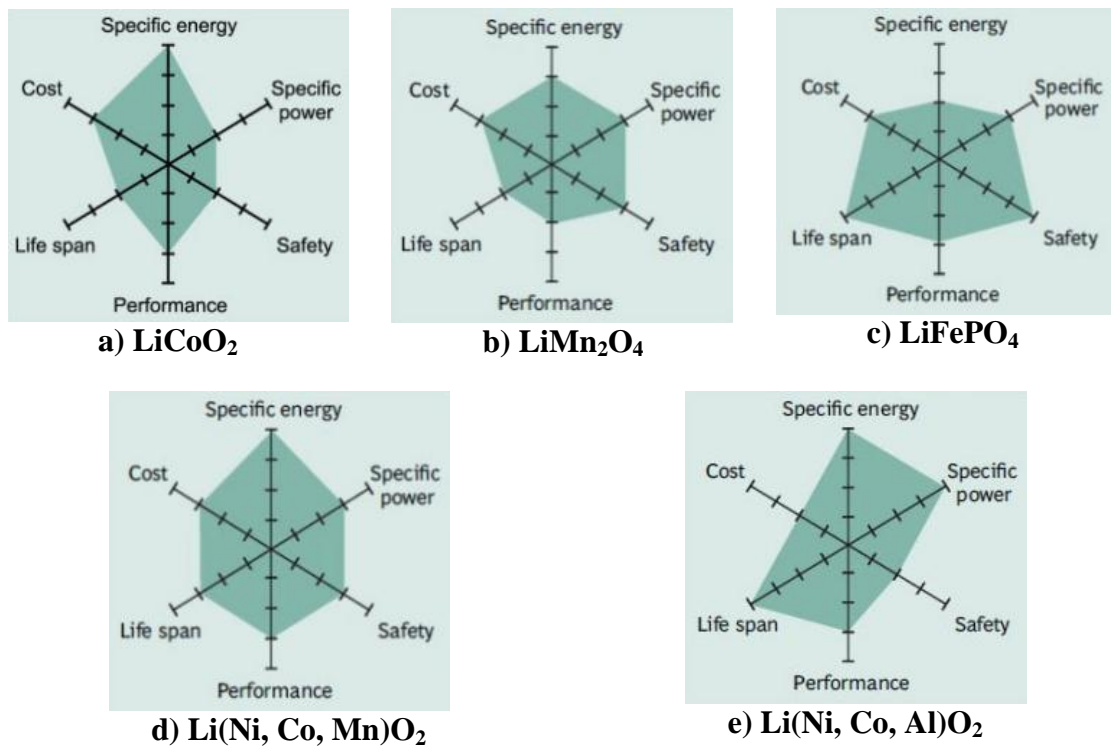 Specific energy
Cost
Specific
power
Life span
Safety
Performance
a) LiCoO₂
Specific energy
Cost
Specific
power
Life span
Safety
Performance
b) LiMn₂O₄
Specific energy
Cost
Specific
power
Life span
Safety
Performance
c) LiFePO₄
Specific energy
Cost
Specific
power
Life span
Safety
Performance
d) Li(Ni, Co, Mn)O₂
Specific energy
Cost
Specific
power
Life span
Safety
Performance
e) Li(Ni, Co, Al)O₂